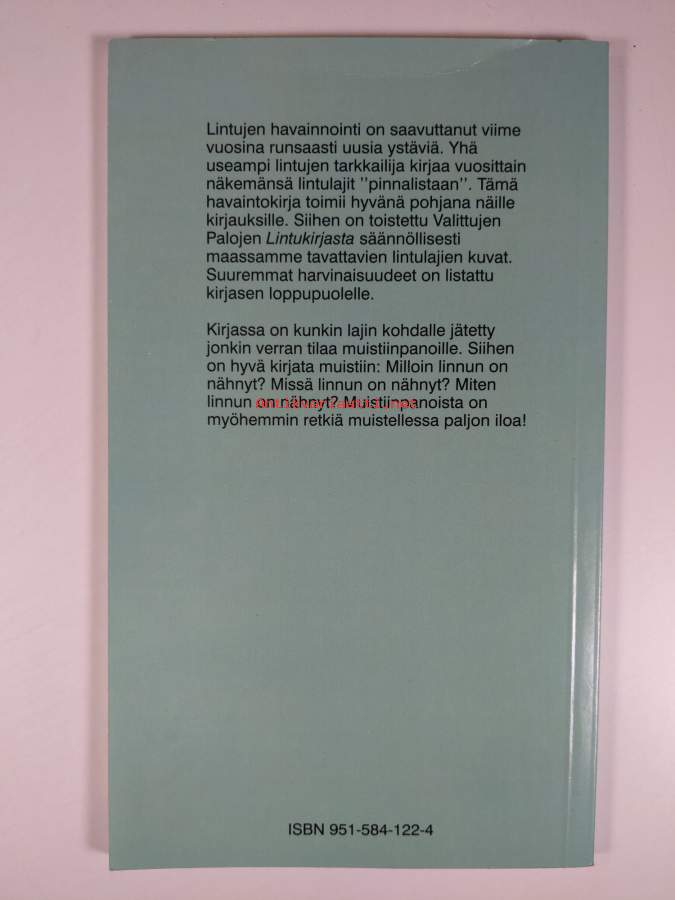 Lintujen havainnointi on saavuttanut viime
vuosina runsaasti uusia ystäviä. Yhä
useampi lintujen tarkkailija kirjaa vuosittain
näkemänsä lintulajit ''pinnalistaan''. Tämä
havaintokirja toimii hyvänä pohjana näille
kirjauksille. Siihen on toistettu Valittujen
Palojen Lintukirjasta säännöllisesti
maassamme tavattavien lintulajien kuvat.
Suuremmat harvinaisuudeet on listattu
kirjasen loppupuolelle.
Kirjassa on kunkin lajin kohdalle jätetty
jonkin verran tilaa muistiinpanoille. Siihen
on hyvä kirjata muistiin: Milloin linnun on
nähnyt? Missä linnun on nähnyt? Miten
linnun on nähnyt? Muistiinpanoista on
antikvariaatti.net
myöhemmin retkiä muistellessa paljon iloa!
ISBN 951-584-122-4